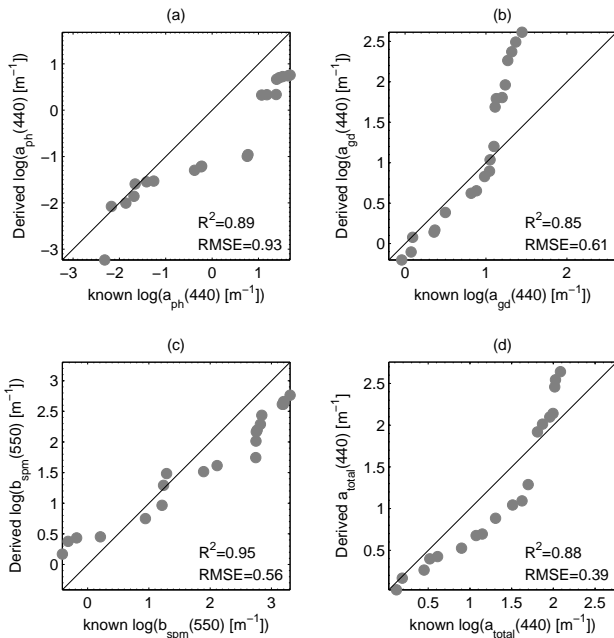 (a)
1
0
−1
−2
−3
Derived log(a_ph(440) [m⁻¹])
R²=0.89
RMSE=0.93
−3 −2 −1 0 1
known log(a_ph(440) [m⁻¹])
(b)
2.5
2
1.5
1
0.5
0
Derived log(a_gd(440) [m⁻¹])
R²=0.85
RMSE=0.61
0 1 2
known log(a_gd(440) [m⁻¹])
(c)
3
2.5
2
1.5
1
0.5
0
Derived log(b_spm(550) [m⁻¹])
R²=0.95
RMSE=0.56
0 1 2 3
known log(b_spm(550) [m⁻¹])
(d)
2.5
2
1.5
1
0.5
Derived a_total(440) [m⁻¹]
R²=0.88
RMSE=0.39
0.5 1 1.5 2 2.5
known log(a_total(440) [m⁻¹])